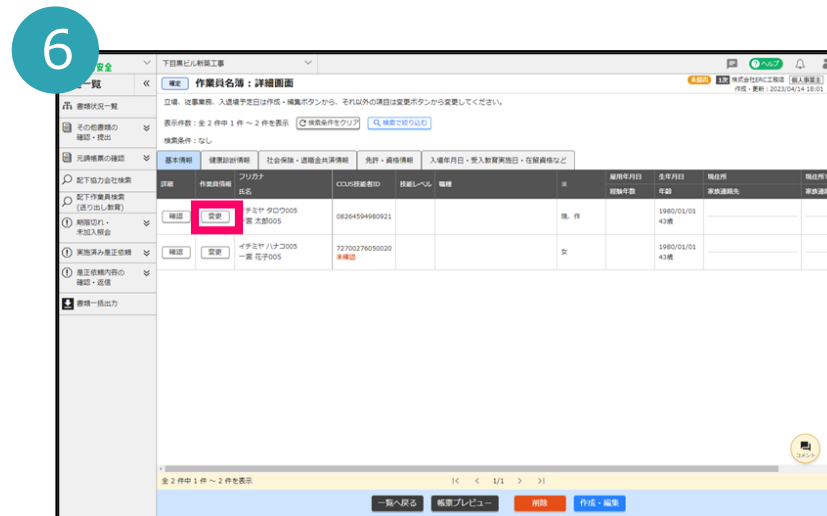 6
安全
下目黒ビル新築工事
ヘルプ
覧
確定 作業員名簿：詳細画面
未提出 1次 株式会社ERC工務店 個人事業主
作成・更新：2023/04/14 18:01
書類状況一覧
立場、従事業務、入退場予定日は作成・編集ボタンから、それ以外の項目は変更ボタンから変更してください。
その他書類の
確認・提出
表示件数：全 2 件中 1 件 ～ 2 件を表示 検索条件をクリア 検索で絞り込む
検索条件：なし
元請帳票の確認
基本情報 健康診断情報 社会保険・退職金共済情報 免許・資格情報 入場年月日・受入教育実施日・在留資格など
配下協力会社検索
詳細 作業員情報 フリガナ CCUS技能者ID 技能レベル 職種 ※ 雇用年月日 生年月日 現住所
氏名 経験年数 年齢 家族連絡先
配下作業員検索
(送り出し教育)
期限切れ・
未加入照会
確認 変更 イチミヤ タロウ005 08264594980921 現、作 1980/01/01
一宮 太郎005 43歳
実施済み是正依頼
確認 変更 イチミヤ ハナコ005 72700276050020 女 1980/01/01
一宮 花子005 未確認 43歳
是正依頼内容の
確認・返信
書類一括出力
コメント
全 2 件中 1 件 ～ 2 件を表示 1/1
一覧へ戻る 帳票プレビュー 削除 作成・編集